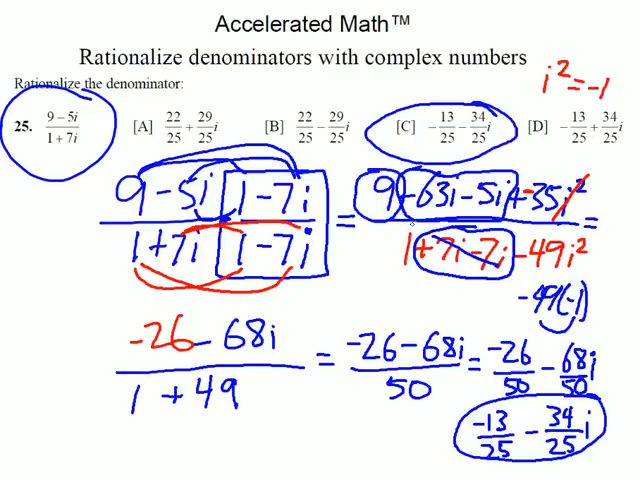 Accelerated Math™
Rationalize denominators with complex numbers
i² = -1
Rationalize the denominator:
25. (9 - 5i)/(1 + 7i) [A] 22/25 + 29/25 i [B] 22/25 - 29/25 i [C] -13/25 - 34/25 i [D] -13/25 + 34/25 i
(9 - 5i)/(1 + 7i) (1 - 7i)/(1 - 7i) = (9 - 63i - 5i + - 35i²)/(1 + 7i - 7i - 49i²) =
-49(-1)
(-26 - 68i)/(1 + 49) = (-26 - 68i)/50 = -26/50 - 68/50 i
-13/25 - 34/25 i